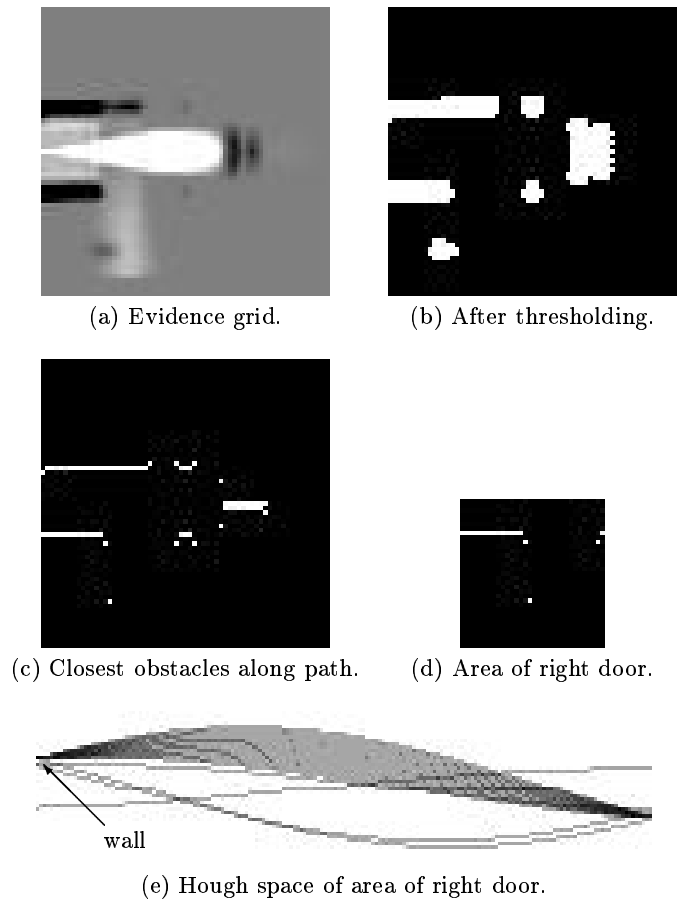 (a) Evidence grid.
(b) After thresholding.
(c) Closest obstacles along path.
(d) Area of right door.
wall
(e) Hough space of area of right door.